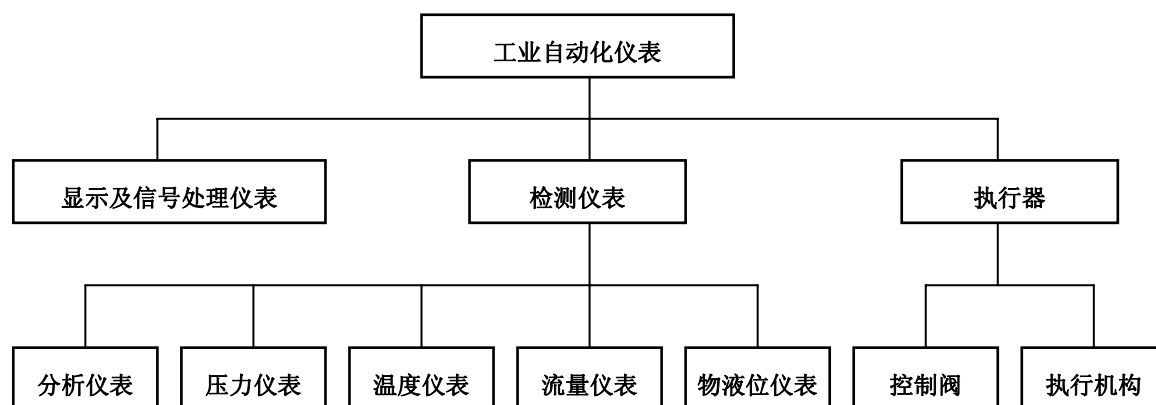 工业自动化仪表
显示及信号处理仪表
检测仪表
执行器
分析仪表
压力仪表
温度仪表
流量仪表
物液位仪表
控制阀
执行机构